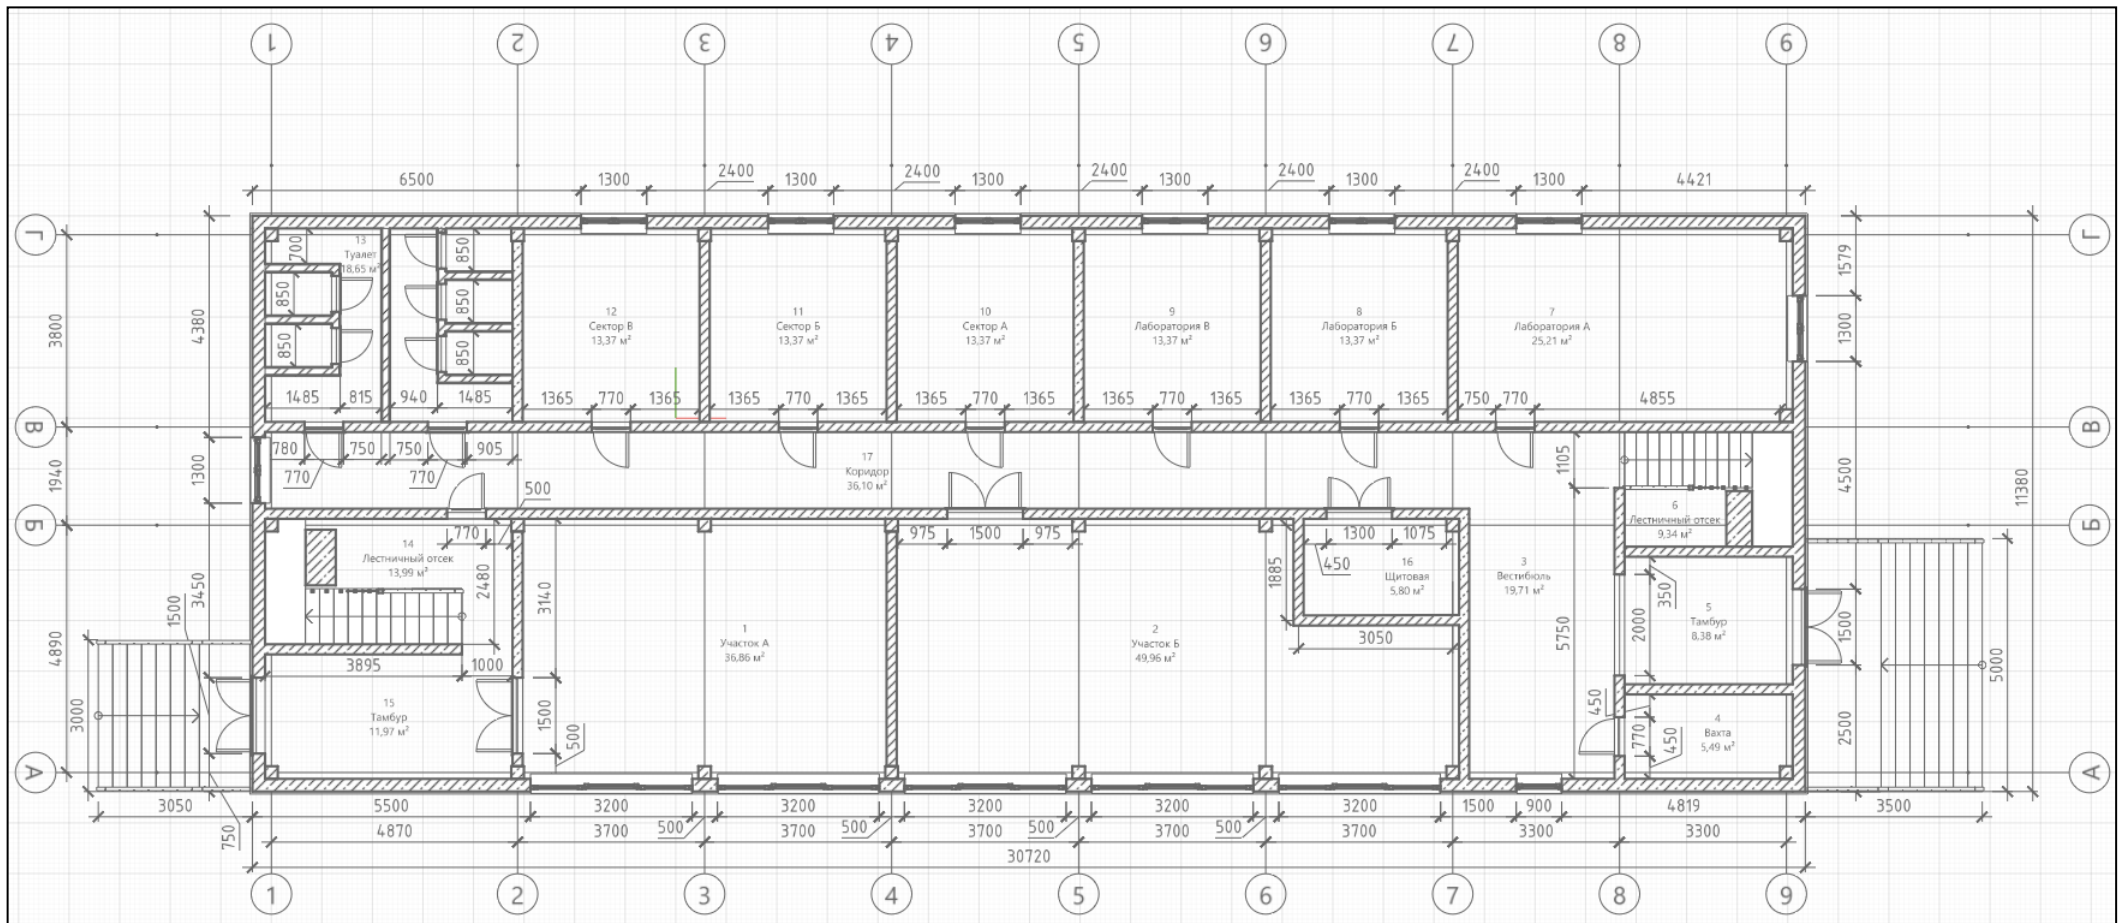 1 2 3 4 5 6 7 8 9
6500 1300 2400 1300 2400 1300 2400 1300 2400 1300 2400 1300 4421
Г Г
700
13
Туалет
18,65 м²
850
850
850
850
850
1579
1300
4380
3800
12
Сектор В
13,37 м²
11
Сектор Б
13,37 м²
10
Сектор А
13,37 м²
9
Лаборатория В
13,37 м²
8
Лаборатория Б
13,37 м²
7
Лаборатория А
25,21 м²
1485 815 940 1485 1365 770 1365 1365 770 1365 1365 770 1365 1365 770 1365 1365 770 1365 750 770 4855
В В
780 750 750 905
770 770
1300
1940
17
Коридор
36,10 м²
1105
4500
11380
500
Б Б
770
975 1500 975
1300 1075
450
14
Лестничный отсек
13,99 м²
2480
3140
1885
16
Щитовая
5,80 м²
3
Вестибюль
19,71 м²
6
Лестничный отсек
9,34 м²
350
3450
1500
4890
3050
5750
2000
5
Тамбур
8,38 м²
1500
5000
1
Участок А
36,86 м²
2
Участок Б
49,96 м²
3895 1000
3000
15
Тамбур
11,97 м²
1500
500
450
770
450
4
Вахта
5,49 м²
2500
А А
3050 5500 3200 3200 3200 3200 3200 1500 900 4819 3500
750
4870 3700 500 3700 500 3700 500 3700 500 3700 3300 3300
30720
1 2 3 4 5 6 7 8 9